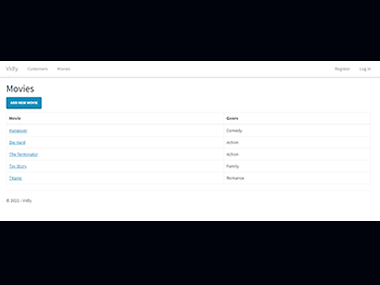 Vidly Customers Movies Register Log in
Movies
ADD NEW MOVIE
Movie Genre
Hangover Comedy
Die Hard Action
The Terminator Action
Toy Story Family
Titanic Romance
© 2022 - Vidly